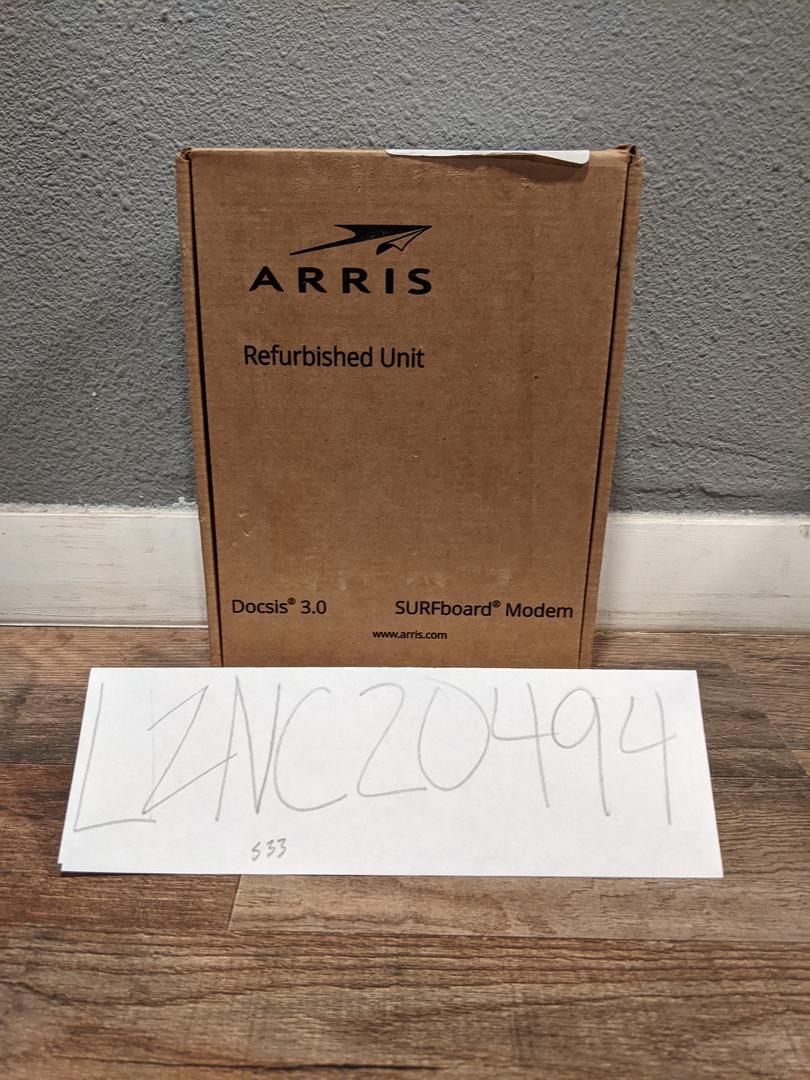 ARRIS
Refurbished Unit
Docsis® 3.0 SURFboard® Modem
www.arris.com
LZNC20494
S33